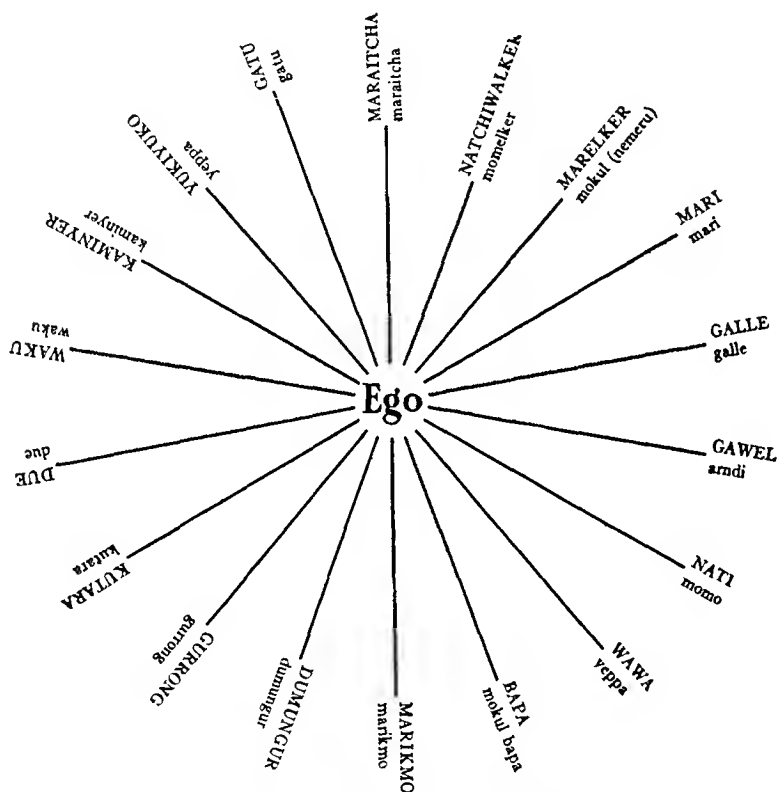 MARAITCHA
maraitcha
NATCHIWALKER
momelker
MARELKER
mokul (nemeru)
MARI
mari
GALLE
galle
GAWEL
arndi
NATI
momo
WAWA
yeppa
BAPA
mokul bapa
MARIKMO
marikmo
DUMUNGUR
dumungur
GURRONG
gurrong
KUTARA
kutara
DUE
due
WAKU
waku
KAMINYER
kaminyer
YUKIYUKO
yeppa
GATU
gatu
Ego